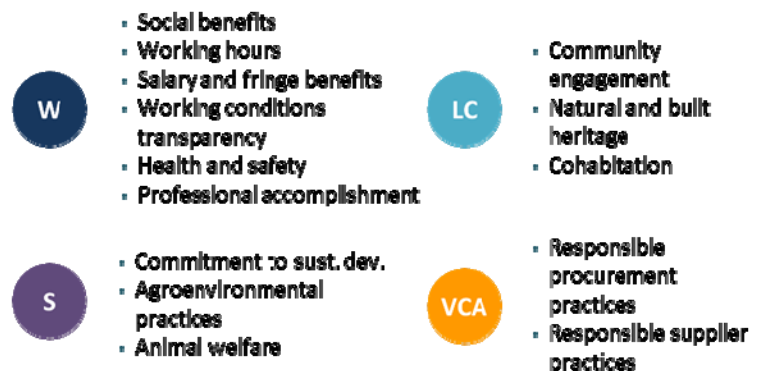 W
▪ Social benefits
▪ Working hours
▪ Salary and fringe benefits
▪ Working conditions
transparency
▪ Health and safety
▪ Professional accomplishment
LC
▪ Community
engagement
▪ Natural and built
heritage
▪ Cohabitation
S
▪ Commitment to sust. dev.
▪ Agroenvironmental
practices
▪ Animal welfare
VCA
▪ Responsible
procurement
practices
▪ Responsible supplier
practices